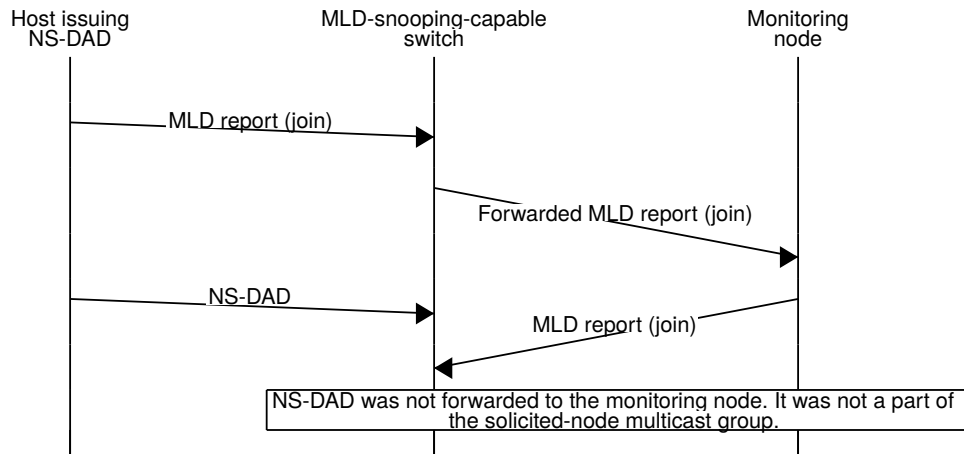 Host issuing
NS-DAD
MLD-snooping-capable
switch
Monitoring
node
MLD report (join)
Forwarded MLD report (join)
NS-DAD
MLD report (join)
NS-DAD was not forwarded to the monitoring node. It was not a part of
the solicited-node multicast group.